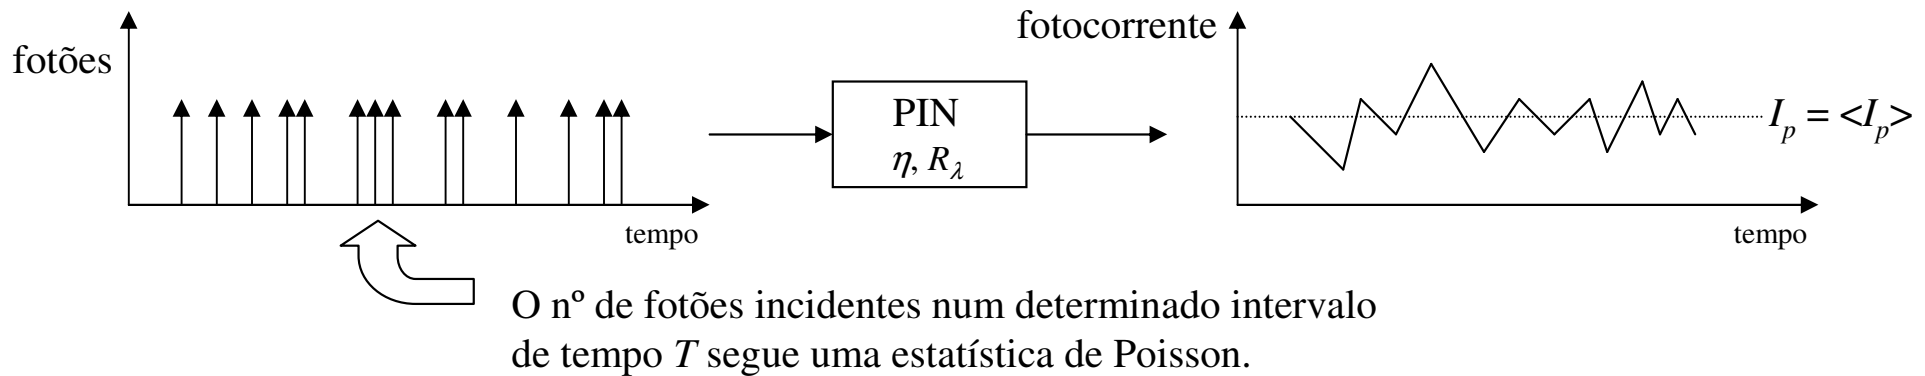 fotões
tempo
PIN
η, R_λ
fotocorrente
I_p = <I_p>
tempo
O nº de fotões incidentes num determinado intervalo
de tempo T segue uma estatística de Poisson.